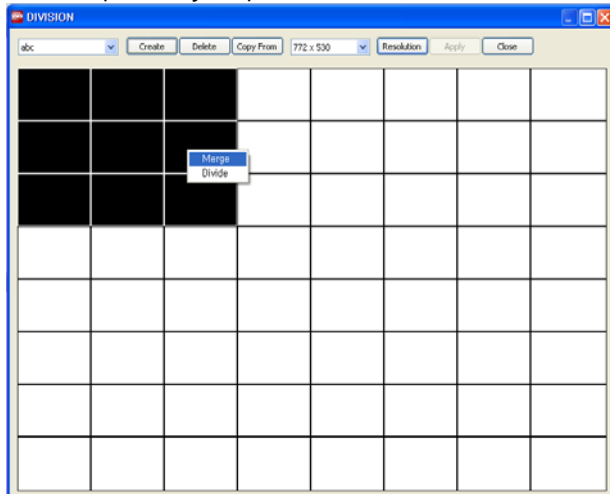 DIVISION
abc Create Delete Copy From 772 x 530 Resolution Apply Close
Merge
Divide